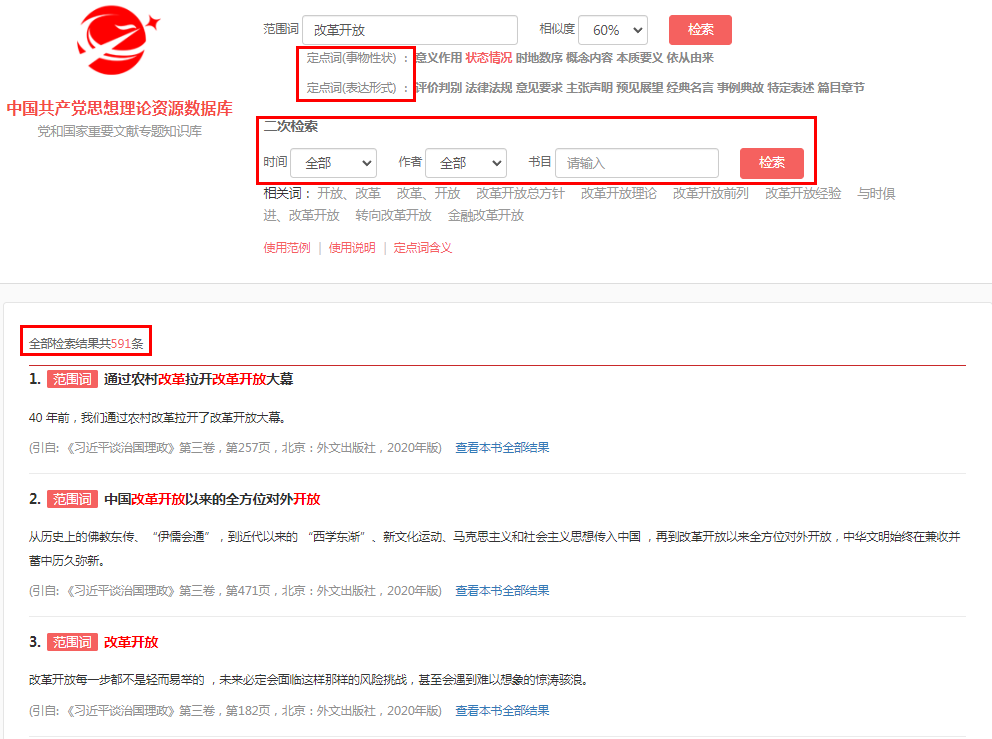 范围词 改革开放 相似度 60% 检索
定点词(事物性状) ： 意义作用 状态情况 时地数序 概念内容 本质要义 依从由来
定点词(表达形式) ： 评价判别 法律法规 意见要求 主张声明 预见展望 经典名言 事例典故 特定表述 篇目章节
中国共产党思想理论资源数据库
党和国家重要文献专题知识库
二次检索
时间 全部 作者 全部 书目 请输入 检索
相关词： 开放、改革 改革、开放 改革开放总方针 改革开放理论 改革开放前列 改革开放经验 与时俱
进、改革开放 转向改革开放 金融改革开放
使用范例 | 使用说明 | 定点词含义
全部检索结果共591条
1. 范围词 通过农村改革拉开改革开放大幕
40 年前，我们通过农村改革拉开了改革开放大幕。
(引自: 《习近平谈治国理政》第三卷，第257页，北京：外文出版社，2020年版) 查看本书全部结果
2. 范围词 中国改革开放以来的全方位对外开放
从历史上的佛教东传、“伊儒会通”，到近代以来的 “西学东渐”、新文化运动、马克思主义和社会主义思想传入中国 ，再到改革开放以来全方位对外开放，中华文明始终在兼收并
蓄中历久弥新。
(引自: 《习近平谈治国理政》第三卷，第471页，北京：外文出版社，2020年版) 查看本书全部结果
3. 范围词 改革开放
改革开放每一步都不是轻而易举的 ，未来必定会面临这样那样的风险挑战，甚至会遇到难以想象的惊涛骇浪。
(引自: 《习近平谈治国理政》第三卷，第182页，北京：外文出版社，2020年版) 查看本书全部结果